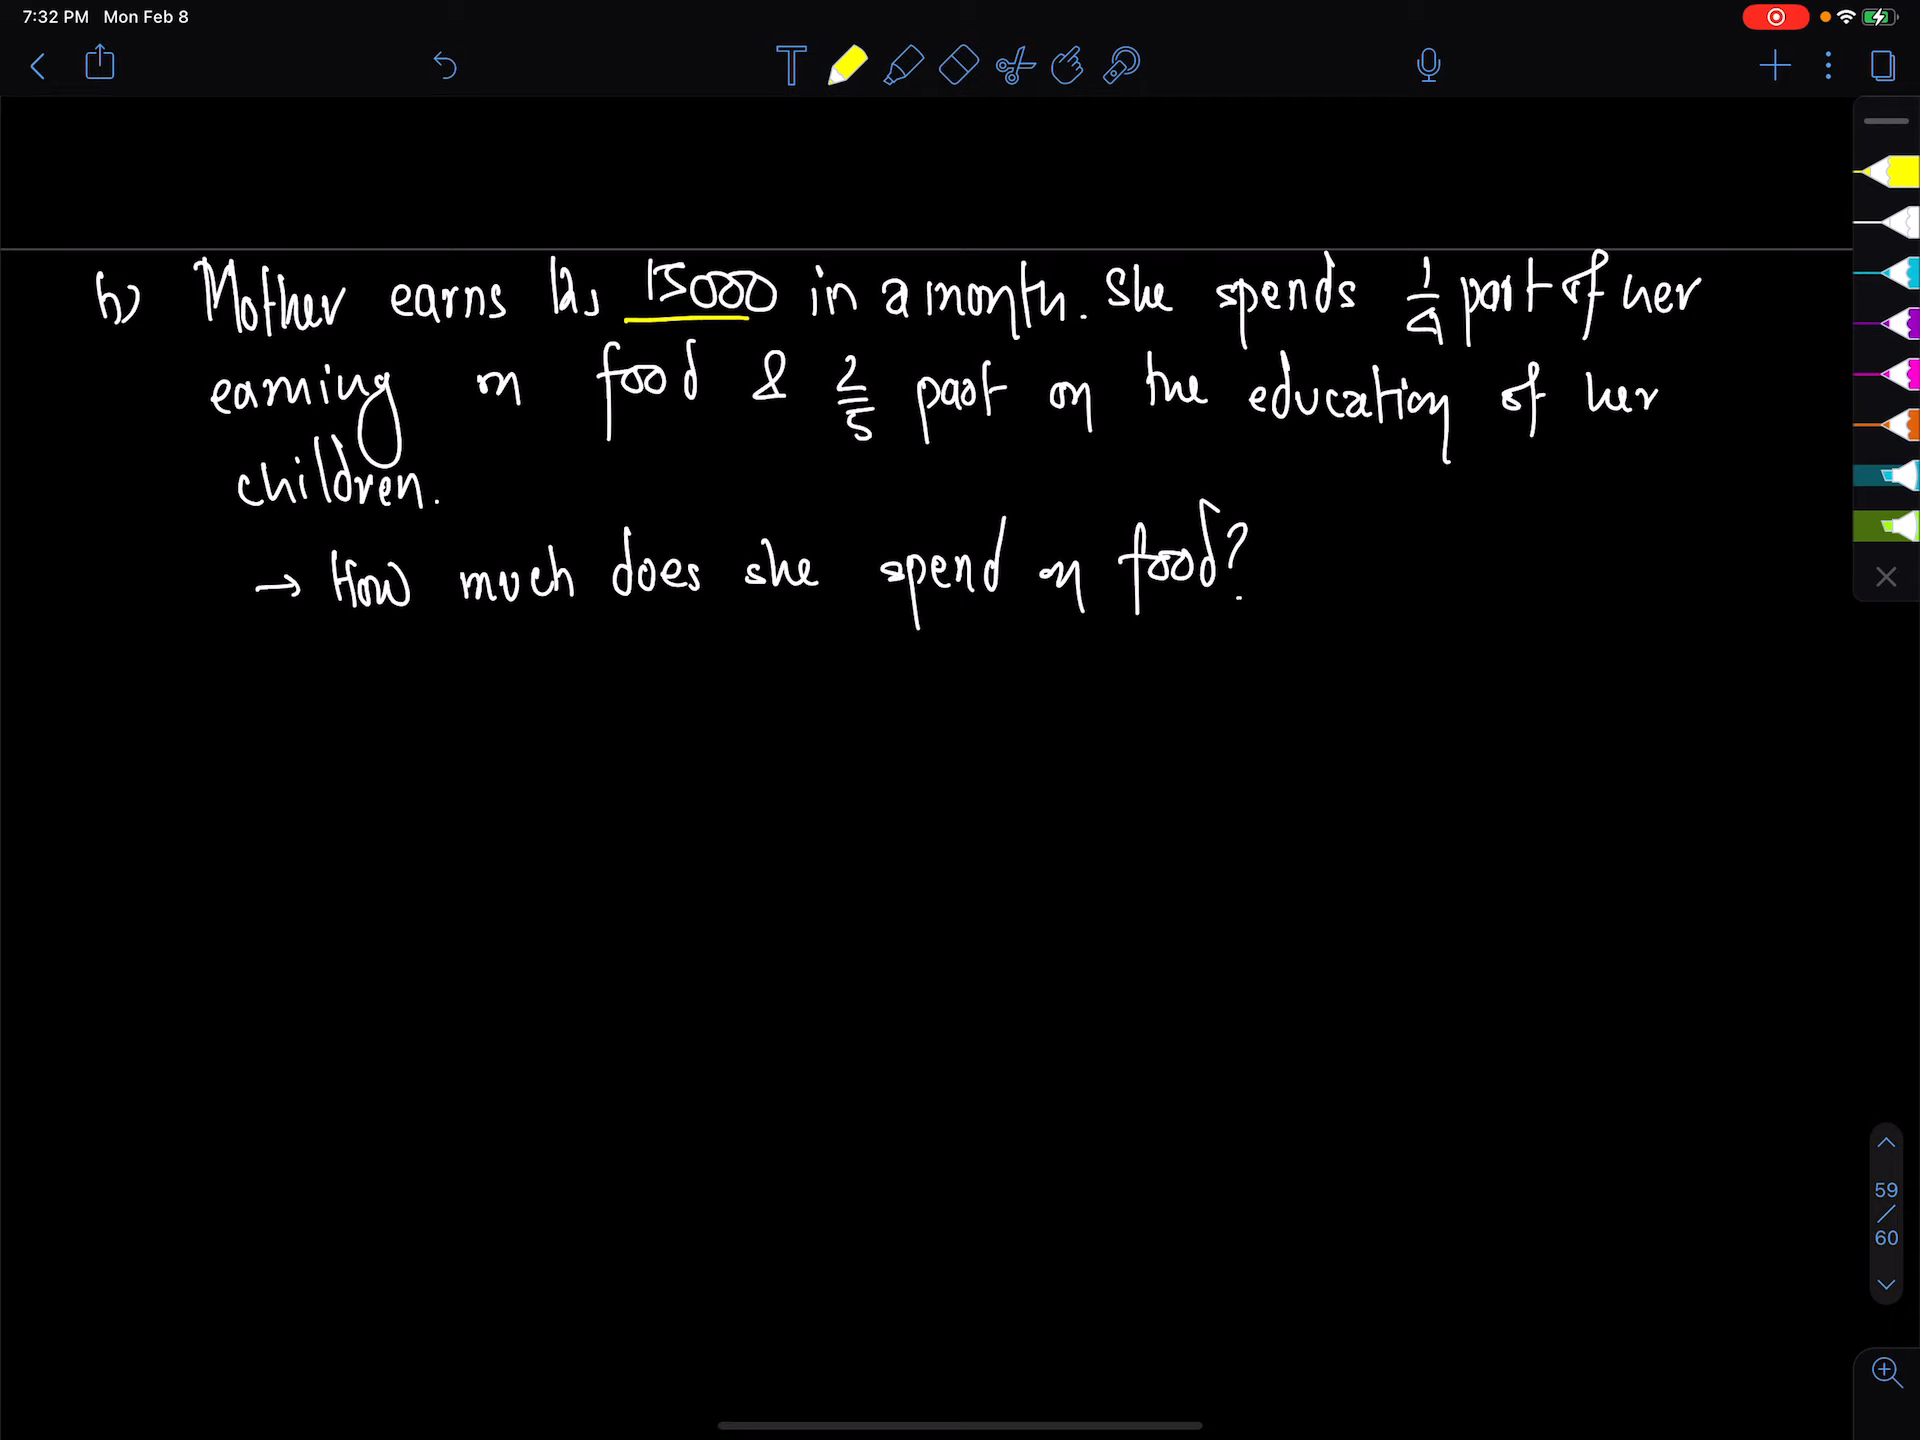 7:32 PM Mon Feb 8
h) Mother earns Rs 15000 in a month. She spends 1/4 part of her
earning on food & 2/5 part on the education of her
children.
→ How much does she spend on food?
59
/
60